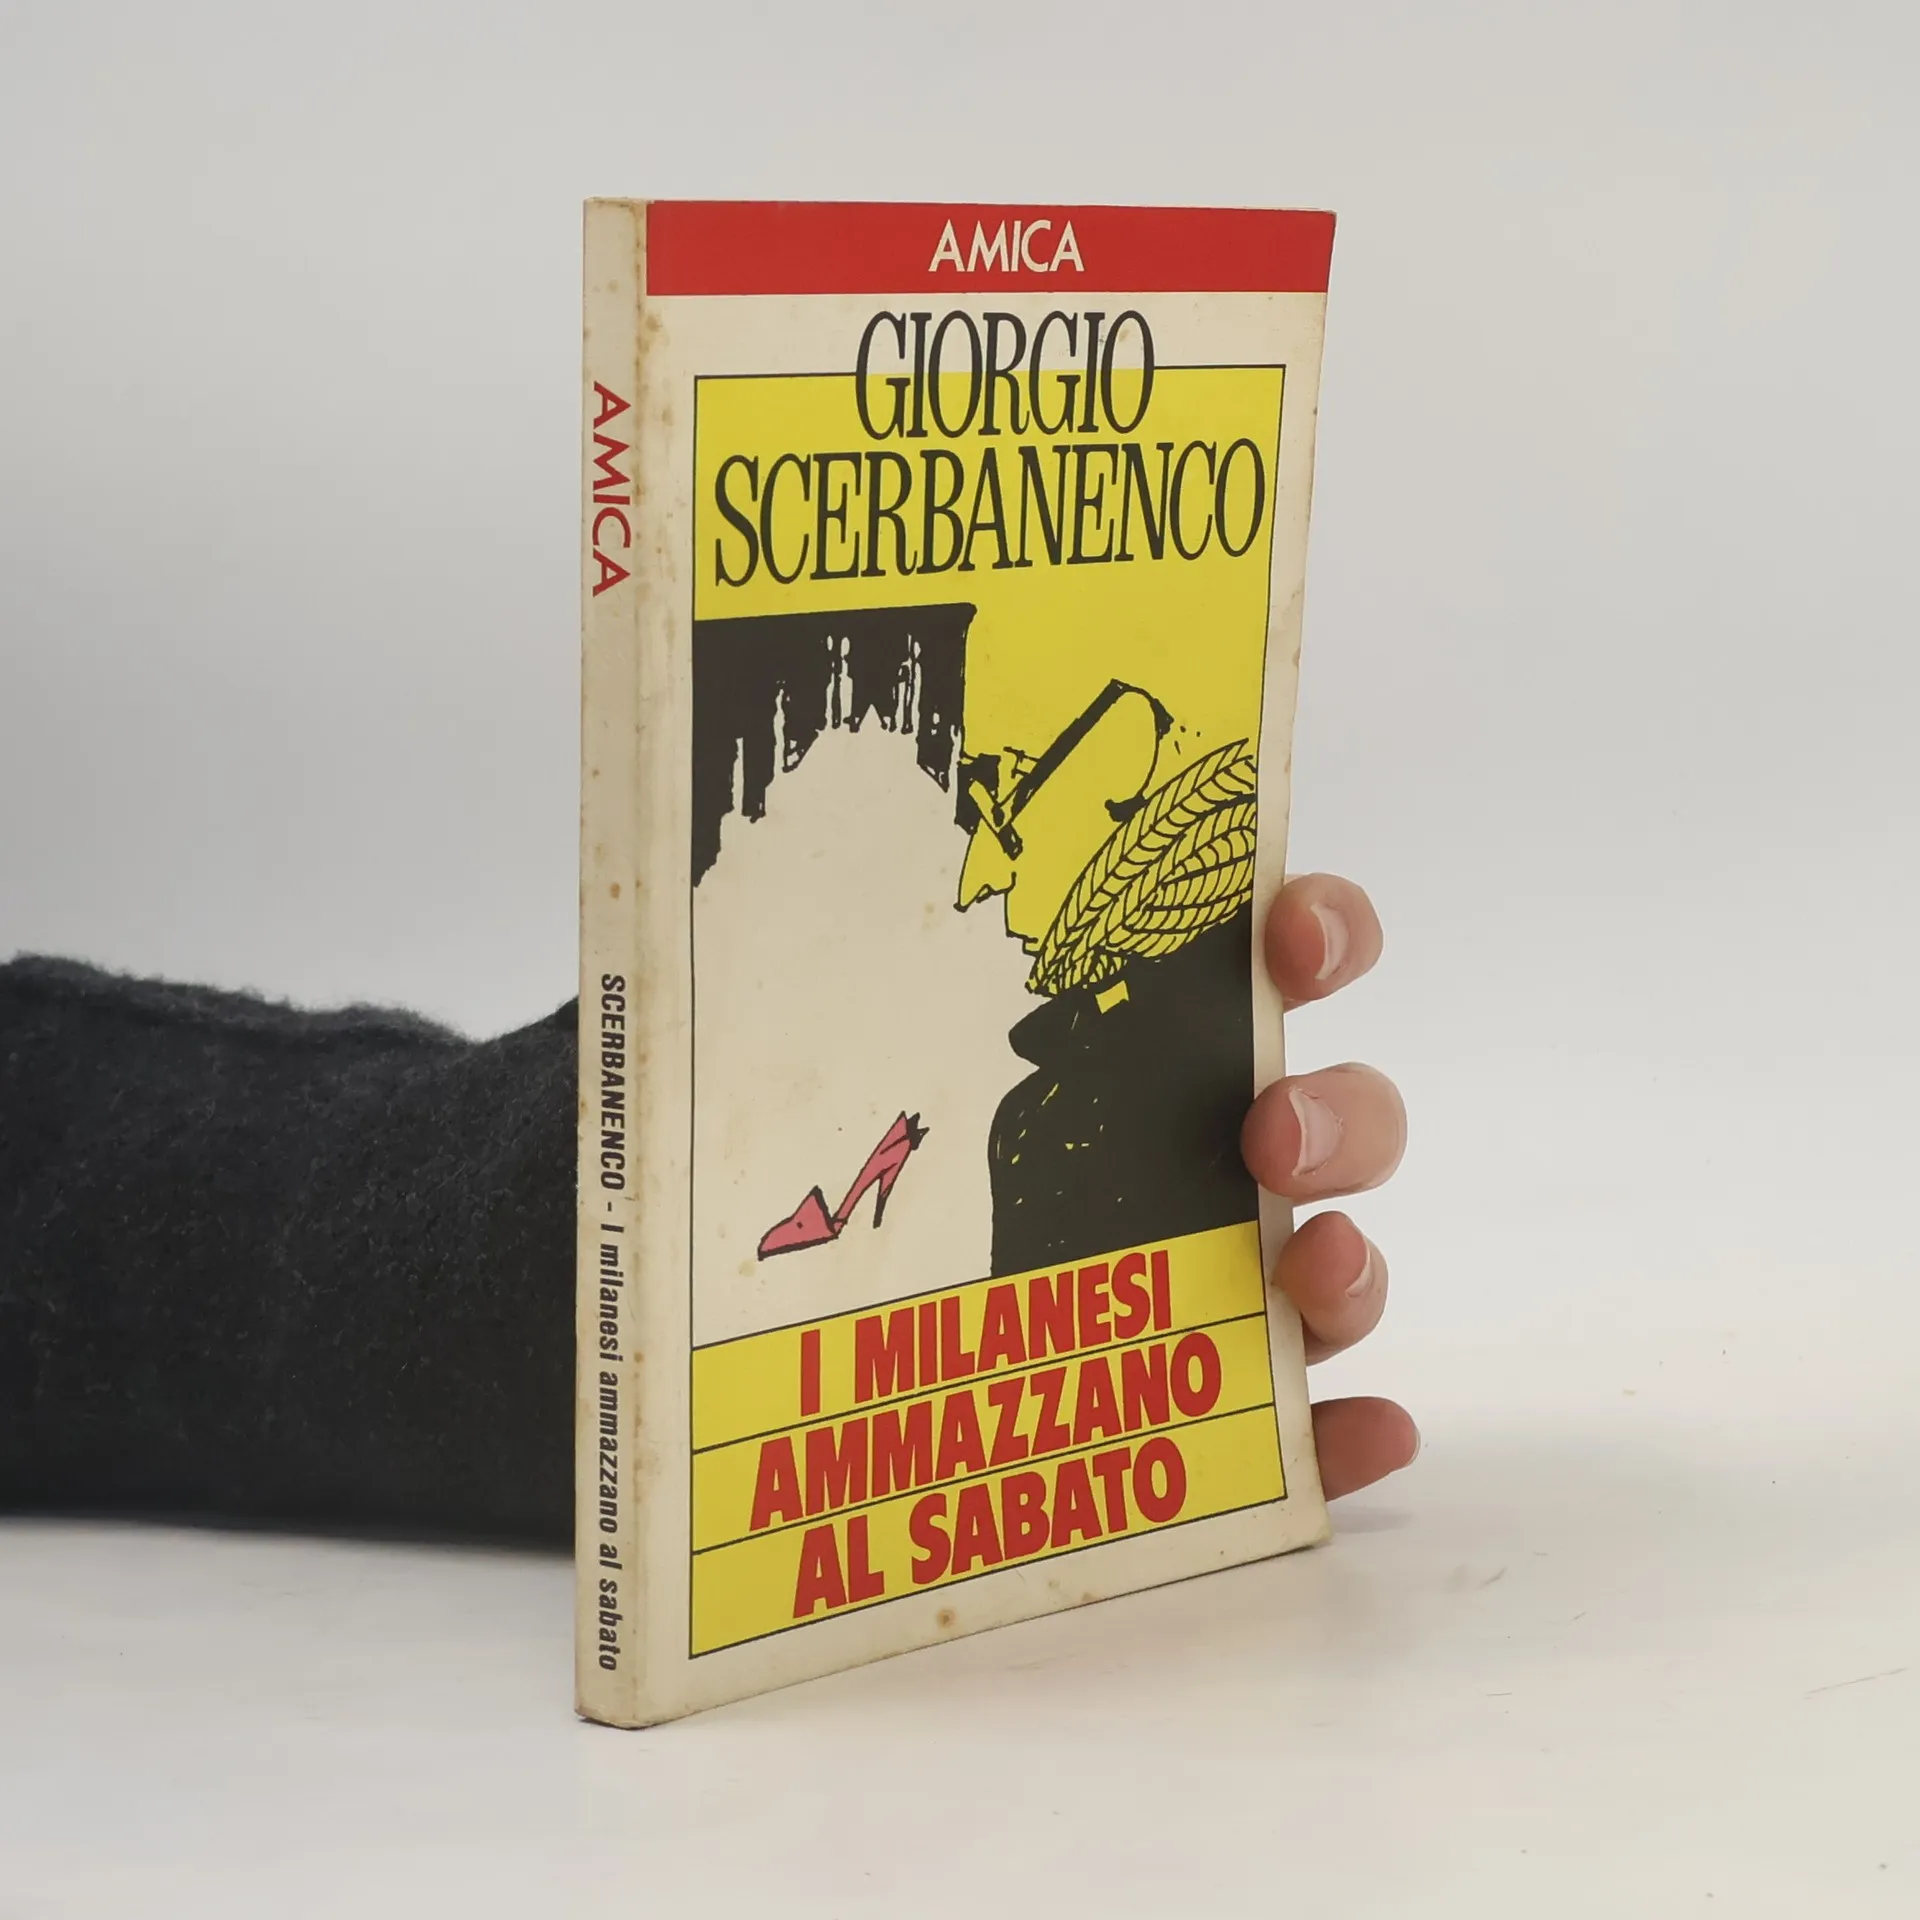 AMICA
GIORGIO
SCERBANENCO
I MILANESI
AMMAZZANO
AL SABATO
AMICA
SCERBANENCO - I milanesi ammazzano al sabato